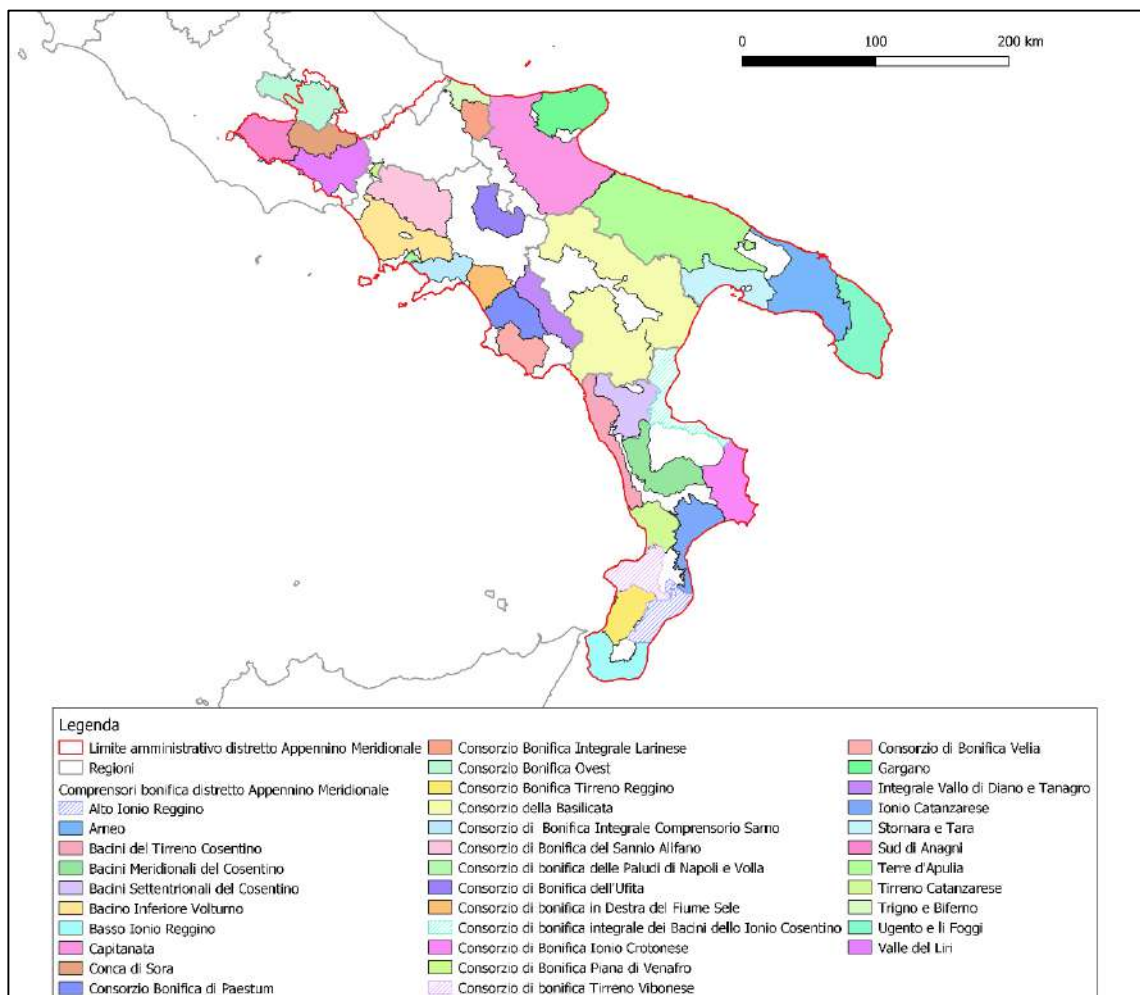 0 100 200 km
Legenda
Limite amministrativo distretto Appennino Meridionale
Regioni
Comprensori bonifica distretto Appennino Meridionale
Alto Ionio Reggino
Arneo
Bacini del Tirreno Cosentino
Bacini Meridionali del Cosentino
Bacini Settentrionali del Cosentino
Bacino Inferiore Volturno
Basso Ionio Reggino
Capitanata
Conca di Sora
Consorzio Bonifica di Paestum
Consorzio Bonifica Integrale Larinese
Consorzio Bonifica Ovest
Consorzio Bonifica Tirreno Reggino
Consorzio della Basilicata
Consorzio di Bonifica Integrale Comprensorio Sarno
Consorzio di Bonifica del Sannio Alifano
Consorzio di bonifica delle Paludi di Napoli e Volla
Consorzio di Bonifica dell'Ufita
Consorzio di bonifica in Destra del Fiume Sele
Consorzio di bonifica integrale dei Bacini dello Ionio Cosentino
Consorzio di Bonifica Ionio Crotonese
Consorzio di Bonifica Piana di Venafro
Consorzio di bonifica Tirreno Vibonese
Consorzio di Bonifica Velia
Gargano
Integrale Vallo di Diano e Tanagro
Ionio Catanzarese
Stornara e Tara
Sud di Anagni
Terre d'Apulia
Tirreno Catanzarese
Trigno e Biferno
Ugento e li Foggi
Valle del Liri